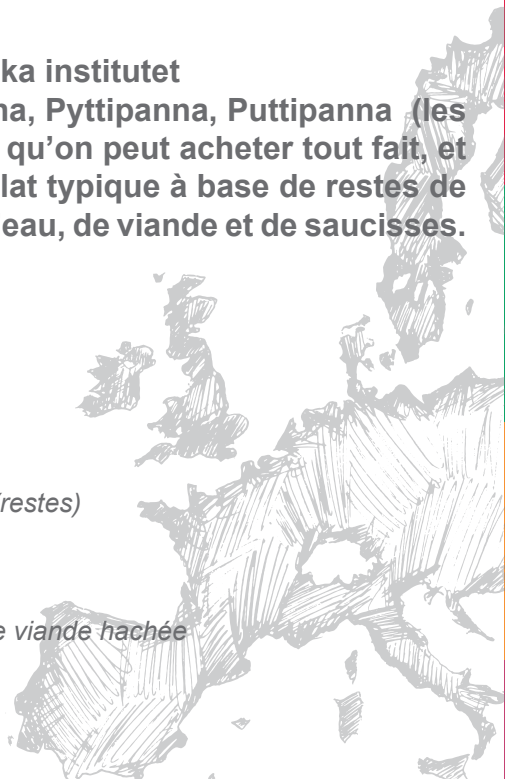 ka institutet
na, Pyttipanna, Puttipanna (les
qu'on peut acheter tout fait, et
lat typique à base de restes de
eau, de viande et de saucisses.
restes)
e viande hachée